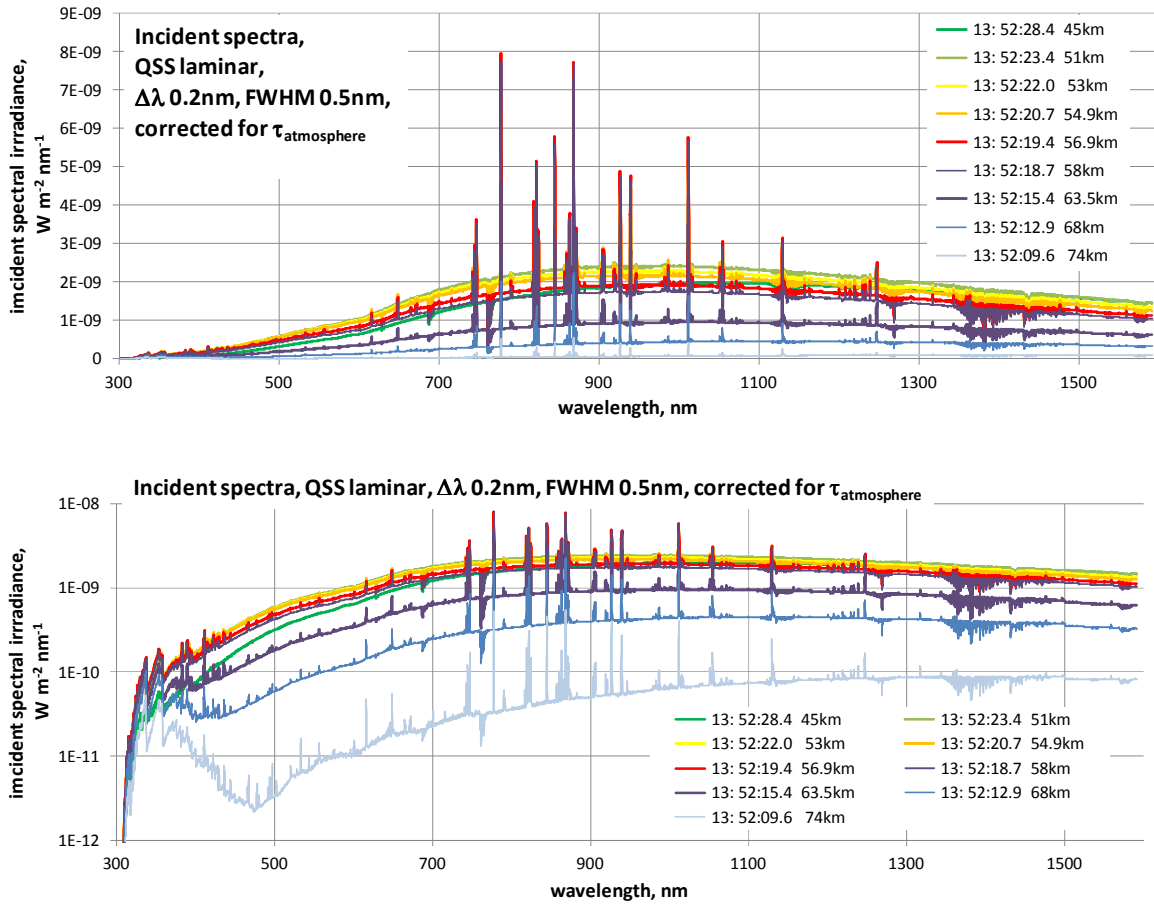 9E-09
8E-09
7E-09
6E-09
5E-09
4E-09
3E-09
2E-09
1E-09
0
imcident spectral irrradiance,
W m-2 nm-1
Incident spectra,
QSS laminar,
Δλ 0.2nm, FWHM 0.5nm,
corrected for τatmosphere
13: 52:28.4 45km
13: 52:23.4 51km
13: 52:22.0 53km
13: 52:20.7 54.9km
13: 52:19.4 56.9km
13: 52:18.7 58km
13: 52:15.4 63.5km
13: 52:12.9 68km
13: 52:09.6 74km
300 500 700 900 1100 1300 1500
wavelength, nm
Incident spectra, QSS laminar, Δλ 0.2nm, FWHM 0.5nm, corrected for τatmosphere
1E-08
1E-09
1E-10
1E-11
1E-12
imcident spectral irrradiance,
W m-2 nm-1
13: 52:28.4 45km 13: 52:23.4 51km
13: 52:22.0 53km 13: 52:20.7 54.9km
13: 52:19.4 56.9km 13: 52:18.7 58km
13: 52:15.4 63.5km 13: 52:12.9 68km
13: 52:09.6 74km
300 500 700 900 1100 1300 1500
wavelength, nm